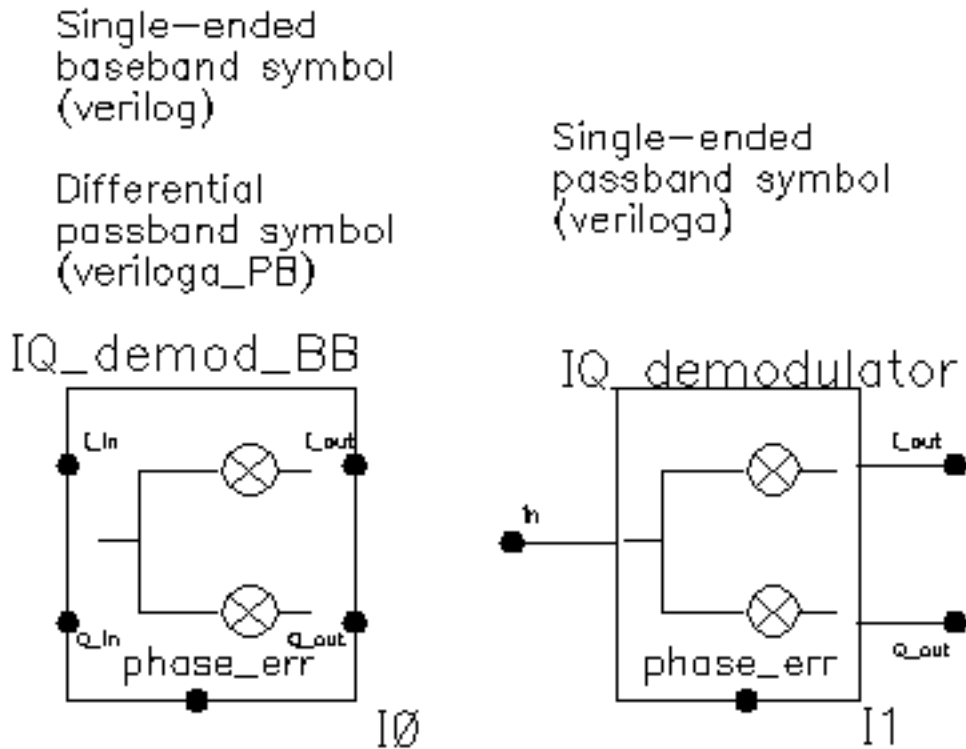 Single-ended
baseband symbol
(verilog)
Differential
passband symbol
(veriloga_PB)
Single-ended
passband symbol
(veriloga)
IQ_demod_BB
I_in
I_out
Q_in
Q_out
phase_err
I0
IQ_demodulator
in
I_out
Q_out
phase_err
I1